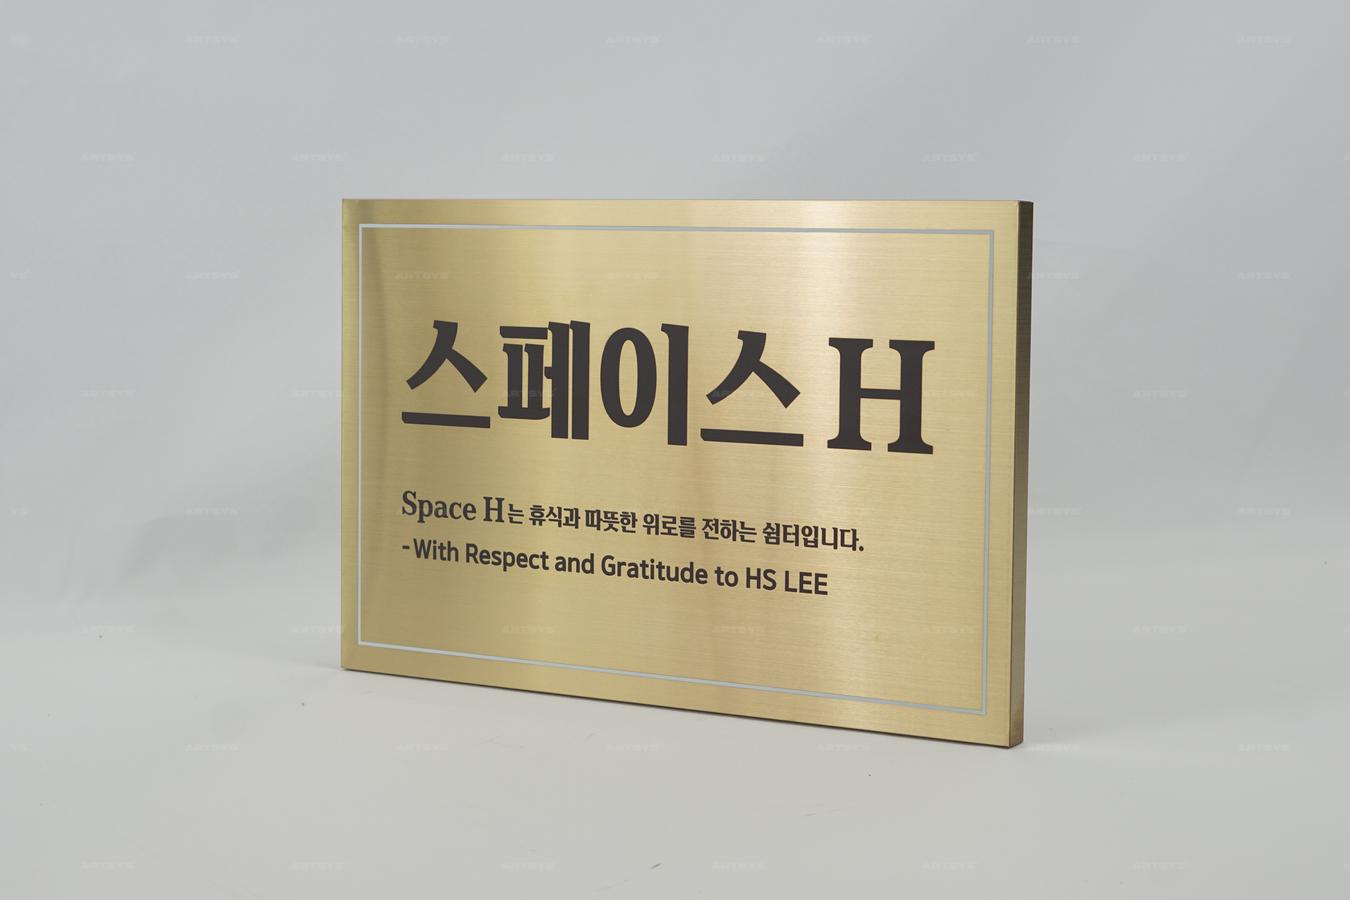 스페이스 H
Space H는 휴식과 따뜻한 위로를 전하는 쉼터입니다.
-With Respect and Gratitude to HS LEE
ARTSYS